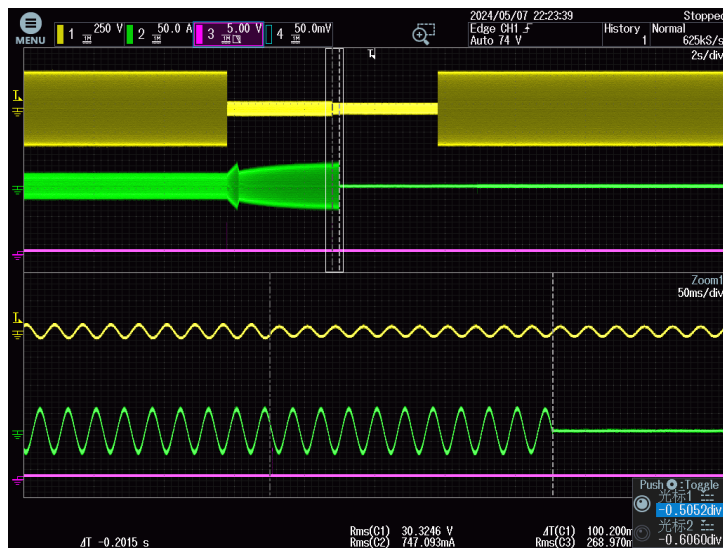 2024/05/07 22:23:39 Stopped
MENU
1 250 V
2 50.0 A
3 5.00 V
4 50.0mV
Edge CH1
Auto 74 V
History
1
Normal
625kS/s
2s/div
Zoom1
50ms/div
Push :Toggle
光标1
-0.5052div
光标2
-0.6060div
ΔT -0.2015 s
Rms(C1) 30.3246 V
Rms(C2) 747.093mA
ΔT(C1) 100.200m
Rms(C3) 268.970m